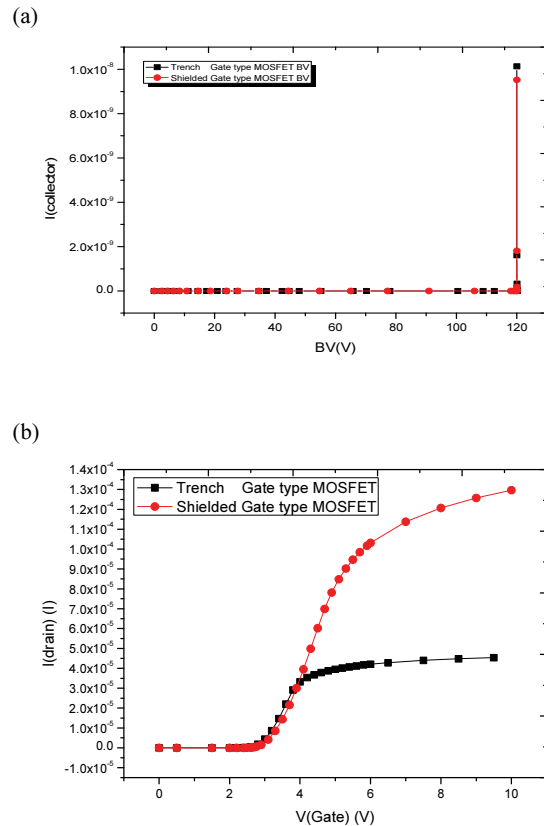 (a)
Trench Gate type MOSFET BV
Shielded Gate type MOSFET BV
1.0x10⁻⁸
8.0x10⁻⁹
6.0x10⁻⁹
4.0x10⁻⁹
2.0x10⁻⁹
0.0
I(collector)
0 20 40 60 80 100 120
BV(V)
(b)
Trench Gate type MOSFET
Shielded Gate type MOSFET
1.4x10⁻⁴
1.3x10⁻⁴
1.2x10⁻⁴
1.1x10⁻⁴
1.0x10⁻⁴
9.0x10⁻⁵
8.0x10⁻⁵
7.0x10⁻⁵
6.0x10⁻⁵
5.0x10⁻⁵
4.0x10⁻⁵
3.0x10⁻⁵
2.0x10⁻⁵
1.0x10⁻⁵
0.0
-1.0x10⁻⁵
I(drain) (I)
0 2 4 6 8 10
V(Gate) (V)